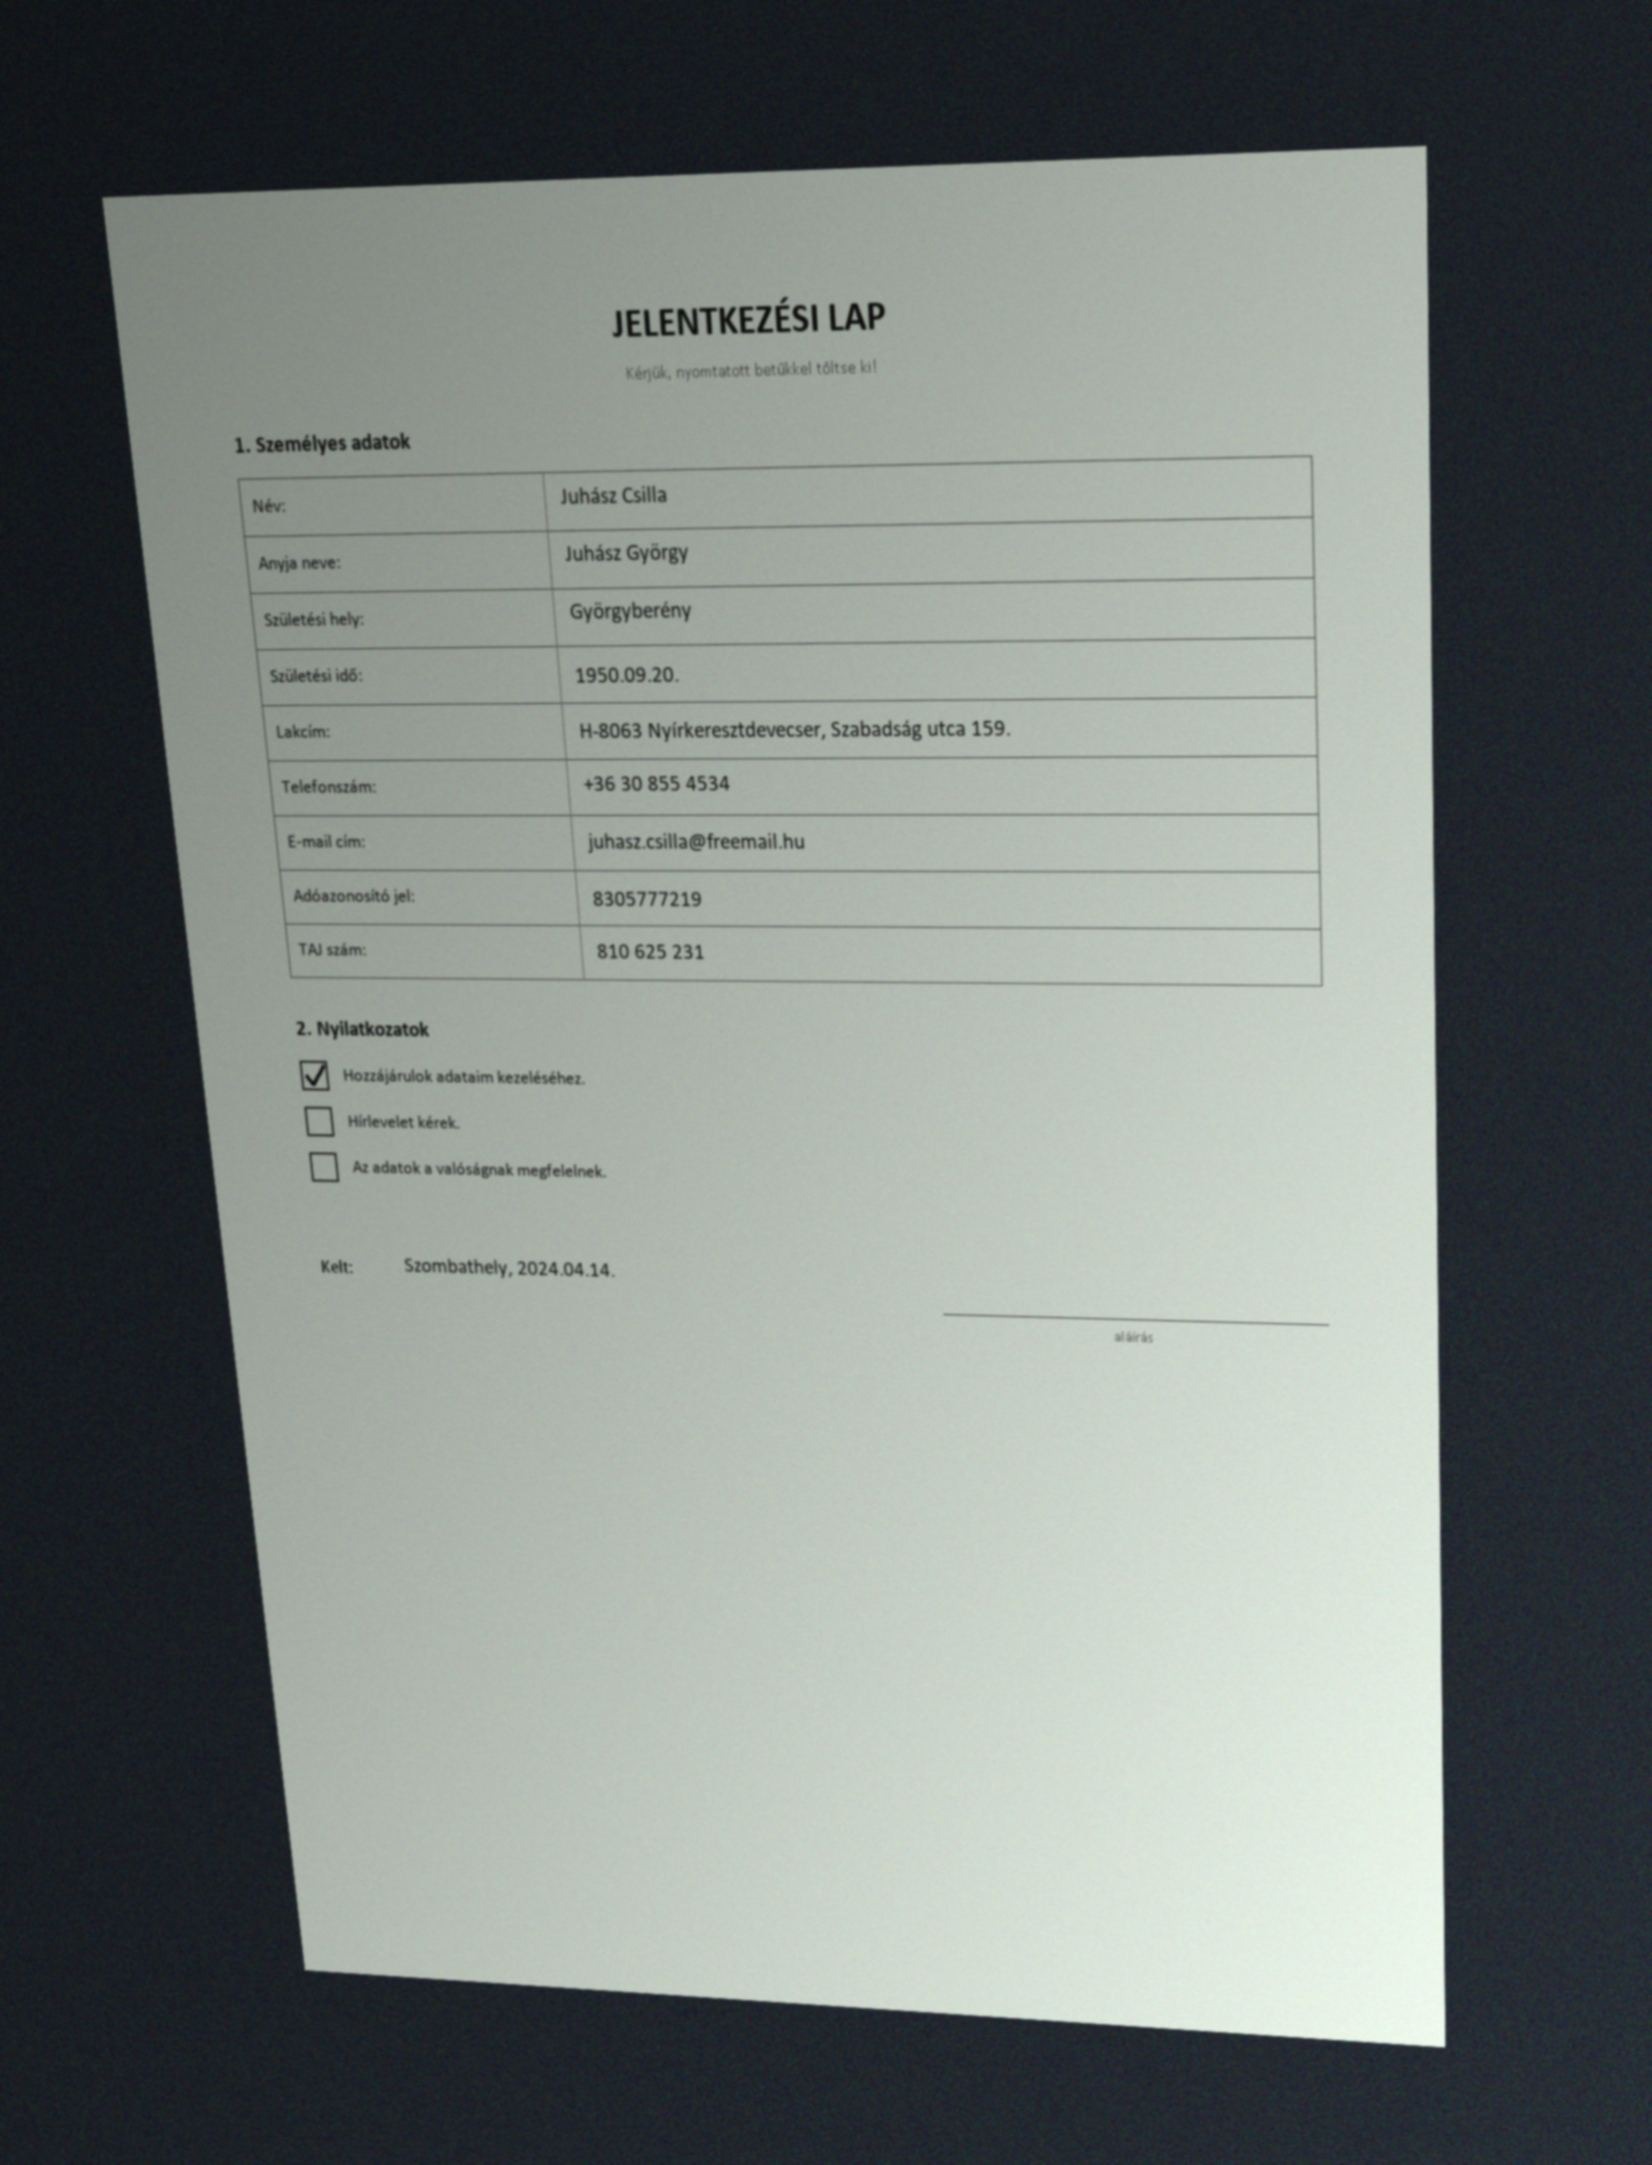 JELENTKEZÉSI LAP
Kérjük, nyomtatott betűkkel töltse ki!
1. Személyes adatok
Név: Juhász Csilla
Anyja neve: Juhász György
Születési hely: Györgyberény
Születési idő: 1950.09.20.
Lakcím: H-8063 Nyírkeresztdevecser, Szabadság utca 159.
Telefonszám: +36 30 855 4534
E-mail cím: juhasz.csilla@freemail.hu
Adóazonosító jel: 8305777219
TAJ szám: 810 625 231
2. Nyilatkozatok
Hozzájárulok adataim kezeléséhez.
Hírlevelet kérek.
Az adatok a valóságnak megfelelnek.
Kelt: Szombathely, 2024.04.14.
aláírás